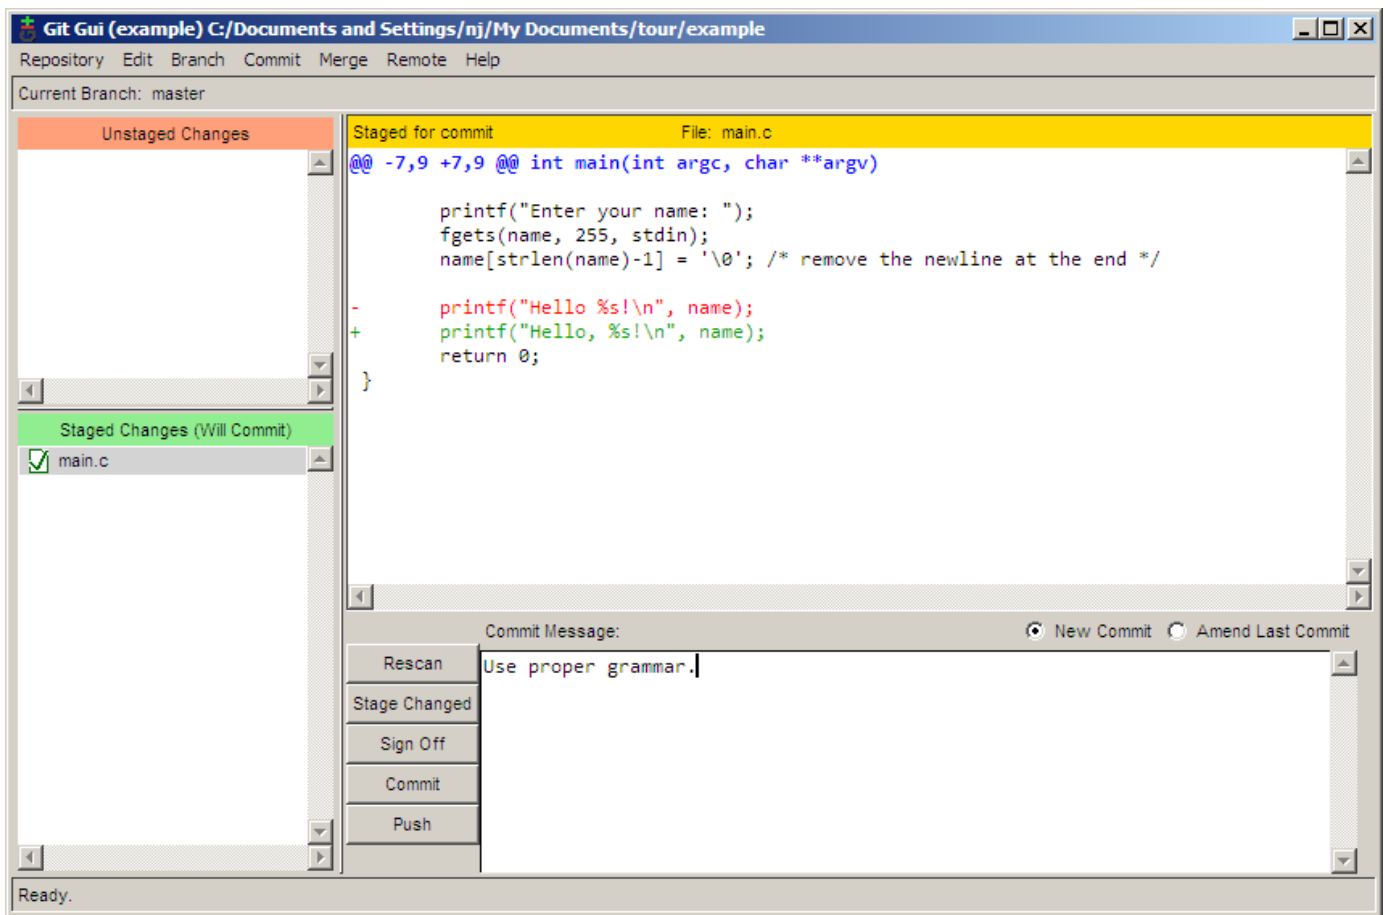 Git Gui (example) C:/Documents and Settings/nj/My Documents/tour/example
Repository Edit Branch Commit Merge Remote Help
Current Branch: master
Unstaged Changes
Staged Changes (Will Commit)
main.c
Staged for commit File: main.c
@@ -7,9 +7,9 @@ int main(int argc, char **argv)
printf("Enter your name: ");
fgets(name, 255, stdin);
name[strlen(name)-1] = '\0'; /* remove the newline at the end */
- printf("Hello %s!\n", name);
+ printf("Hello, %s!\n", name);
return 0;
}
Commit Message: New Commit Amend Last Commit
Rescan
Stage Changed
Sign Off
Commit
Push
Use proper grammar.
Ready.